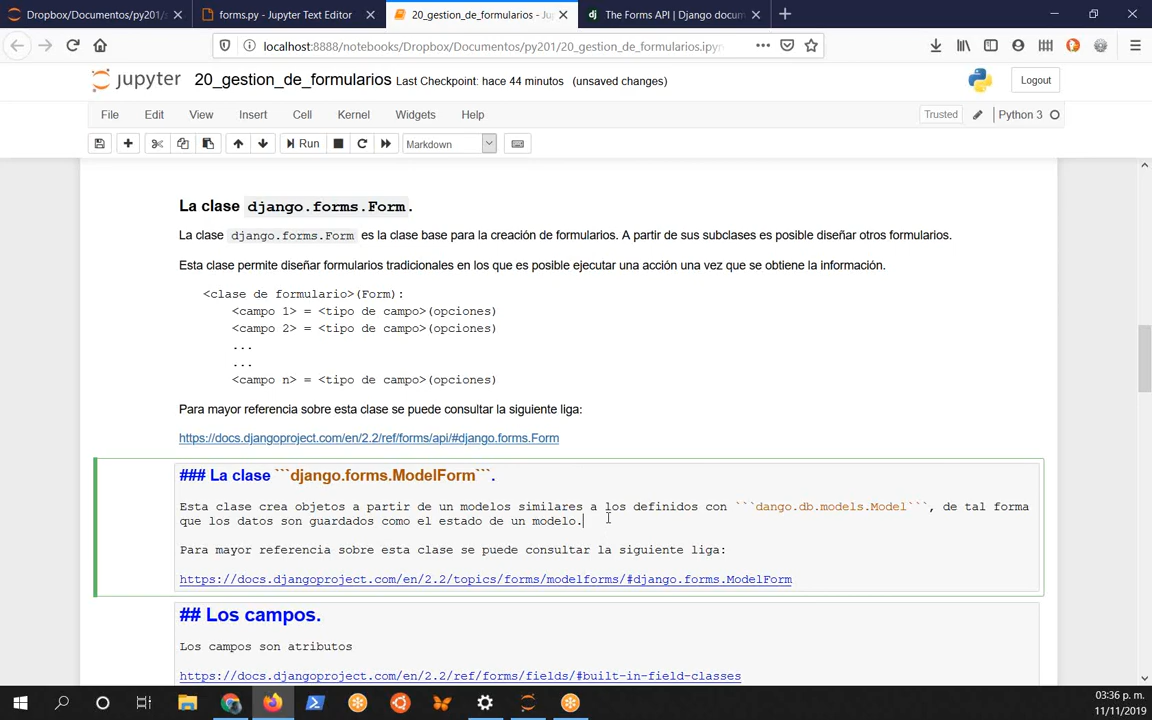 Dropbox/Documentos/py201/
forms.py - Jupyter Text Editor
20_gestion_de_formularios - Ju
The Forms API | Django docum
localhost:8888/notebooks/Dropbox/Documentos/py201/20_gestion_de_formularios.ipyn
jupyter 20_gestion_de_formularios Last Checkpoint: hace 44 minutos (unsaved changes)
Logout
File Edit View Insert Cell Kernel Widgets Help
Trusted
Python 3
Run
Markdown
La clase django.forms.Form.
La clase django.forms.Form es la clase base para la creación de formularios. A partir de sus subclases es posible diseñar otros formularios.
Esta clase permite diseñar formularios tradicionales en los que es posible ejecutar una acción una vez que se obtiene la información.
<clase de formulario>(Form):
<campo 1> = <tipo de campo>(opciones)
<campo 2> = <tipo de campo>(opciones)
...
...
<campo n> = <tipo de campo>(opciones)
Para mayor referencia sobre esta clase se puede consultar la siguiente liga:
https://docs.djangoproject.com/en/2.2/ref/forms/api/#django.forms.Form
### La clase ```django.forms.ModelForm```.
Esta clase crea objetos a partir de un modelos similares a los definidos con ```dango.db.models.Model```, de tal forma
que los datos son guardados como el estado de un modelo.
Para mayor referencia sobre esta clase se puede consultar la siguiente liga:
https://docs.djangoproject.com/en/2.2/topics/forms/modelforms/#django.forms.ModelForm
## Los campos.
Los campos son atributos
https://docs.djangoproject.com/en/2.2/ref/forms/fields/#built-in-field-classes
03:36 p. m.
11/11/2019